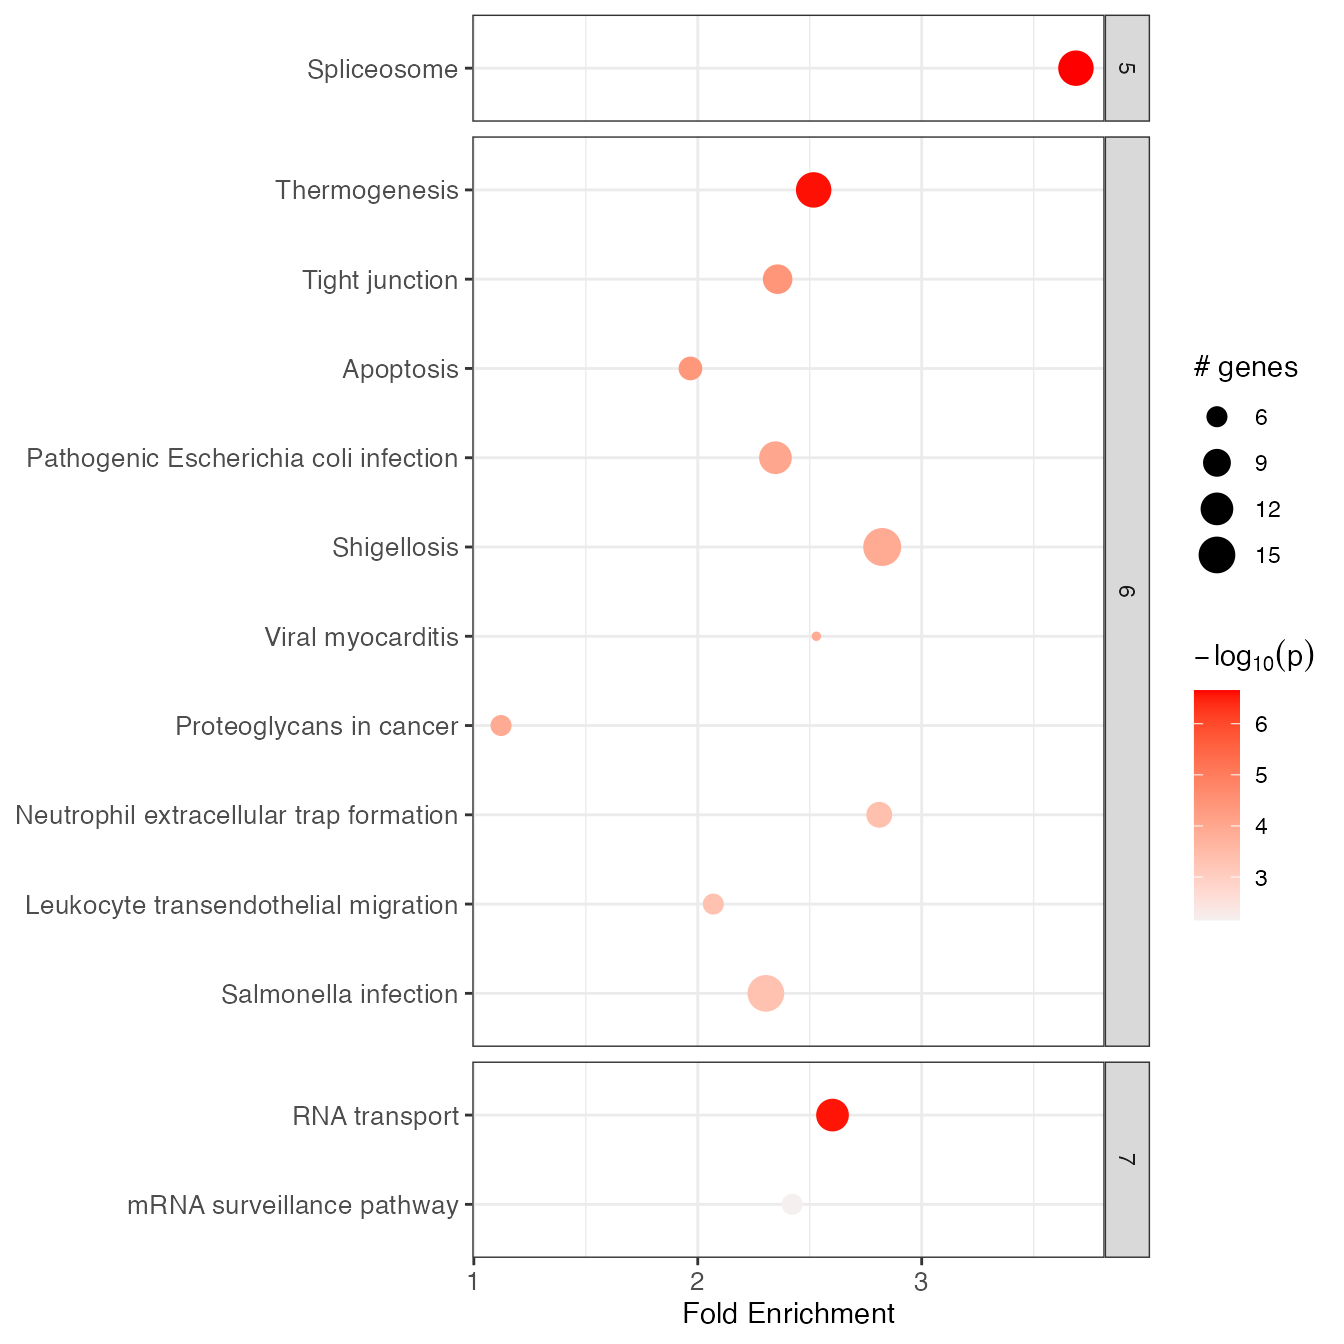 Spliceosome
5
Thermogenesis
Tight junction
Apoptosis
Pathogenic Escherichia coli infection
Shigellosis
Viral myocarditis
Proteoglycans in cancer
Neutrophil extracellular trap formation
Leukocyte transendothelial migration
Salmonella infection
6
RNA transport
mRNA surveillance pathway
7
1 2 3
Fold Enrichment
# genes
6
9
12
15
−log₁₀(p)
6
5
4
3